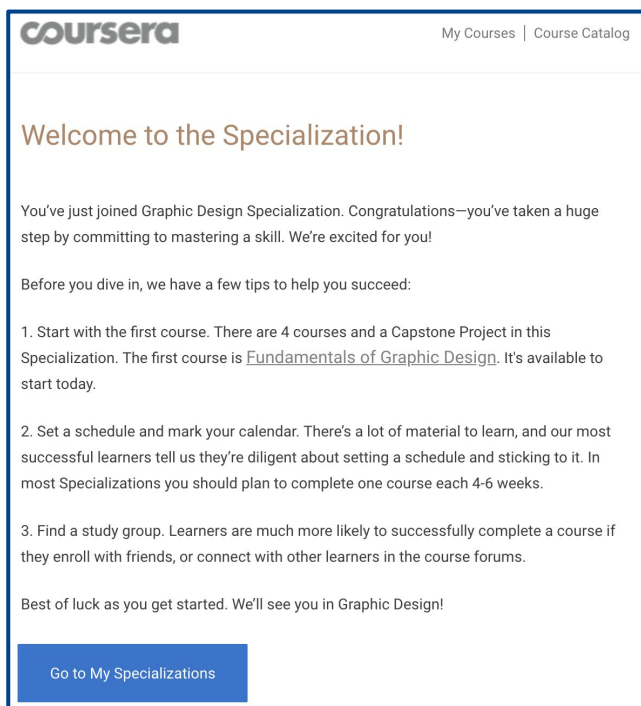 coursera
My Courses | Course Catalog
Welcome to the Specialization!
You’ve just joined Graphic Design Specialization. Congratulations—you’ve taken a huge
step by committing to mastering a skill. We’re excited for you!
Before you dive in, we have a few tips to help you succeed:
1. Start with the first course. There are 4 courses and a Capstone Project in this
Specialization. The first course is Fundamentals of Graphic Design. It's available to
start today.
2. Set a schedule and mark your calendar. There’s a lot of material to learn, and our most
successful learners tell us they’re diligent about setting a schedule and sticking to it. In
most Specializations you should plan to complete one course each 4-6 weeks.
3. Find a study group. Learners are much more likely to successfully complete a course if
they enroll with friends, or connect with other learners in the course forums.
Best of luck as you get started. We’ll see you in Graphic Design!
Go to My Specializations